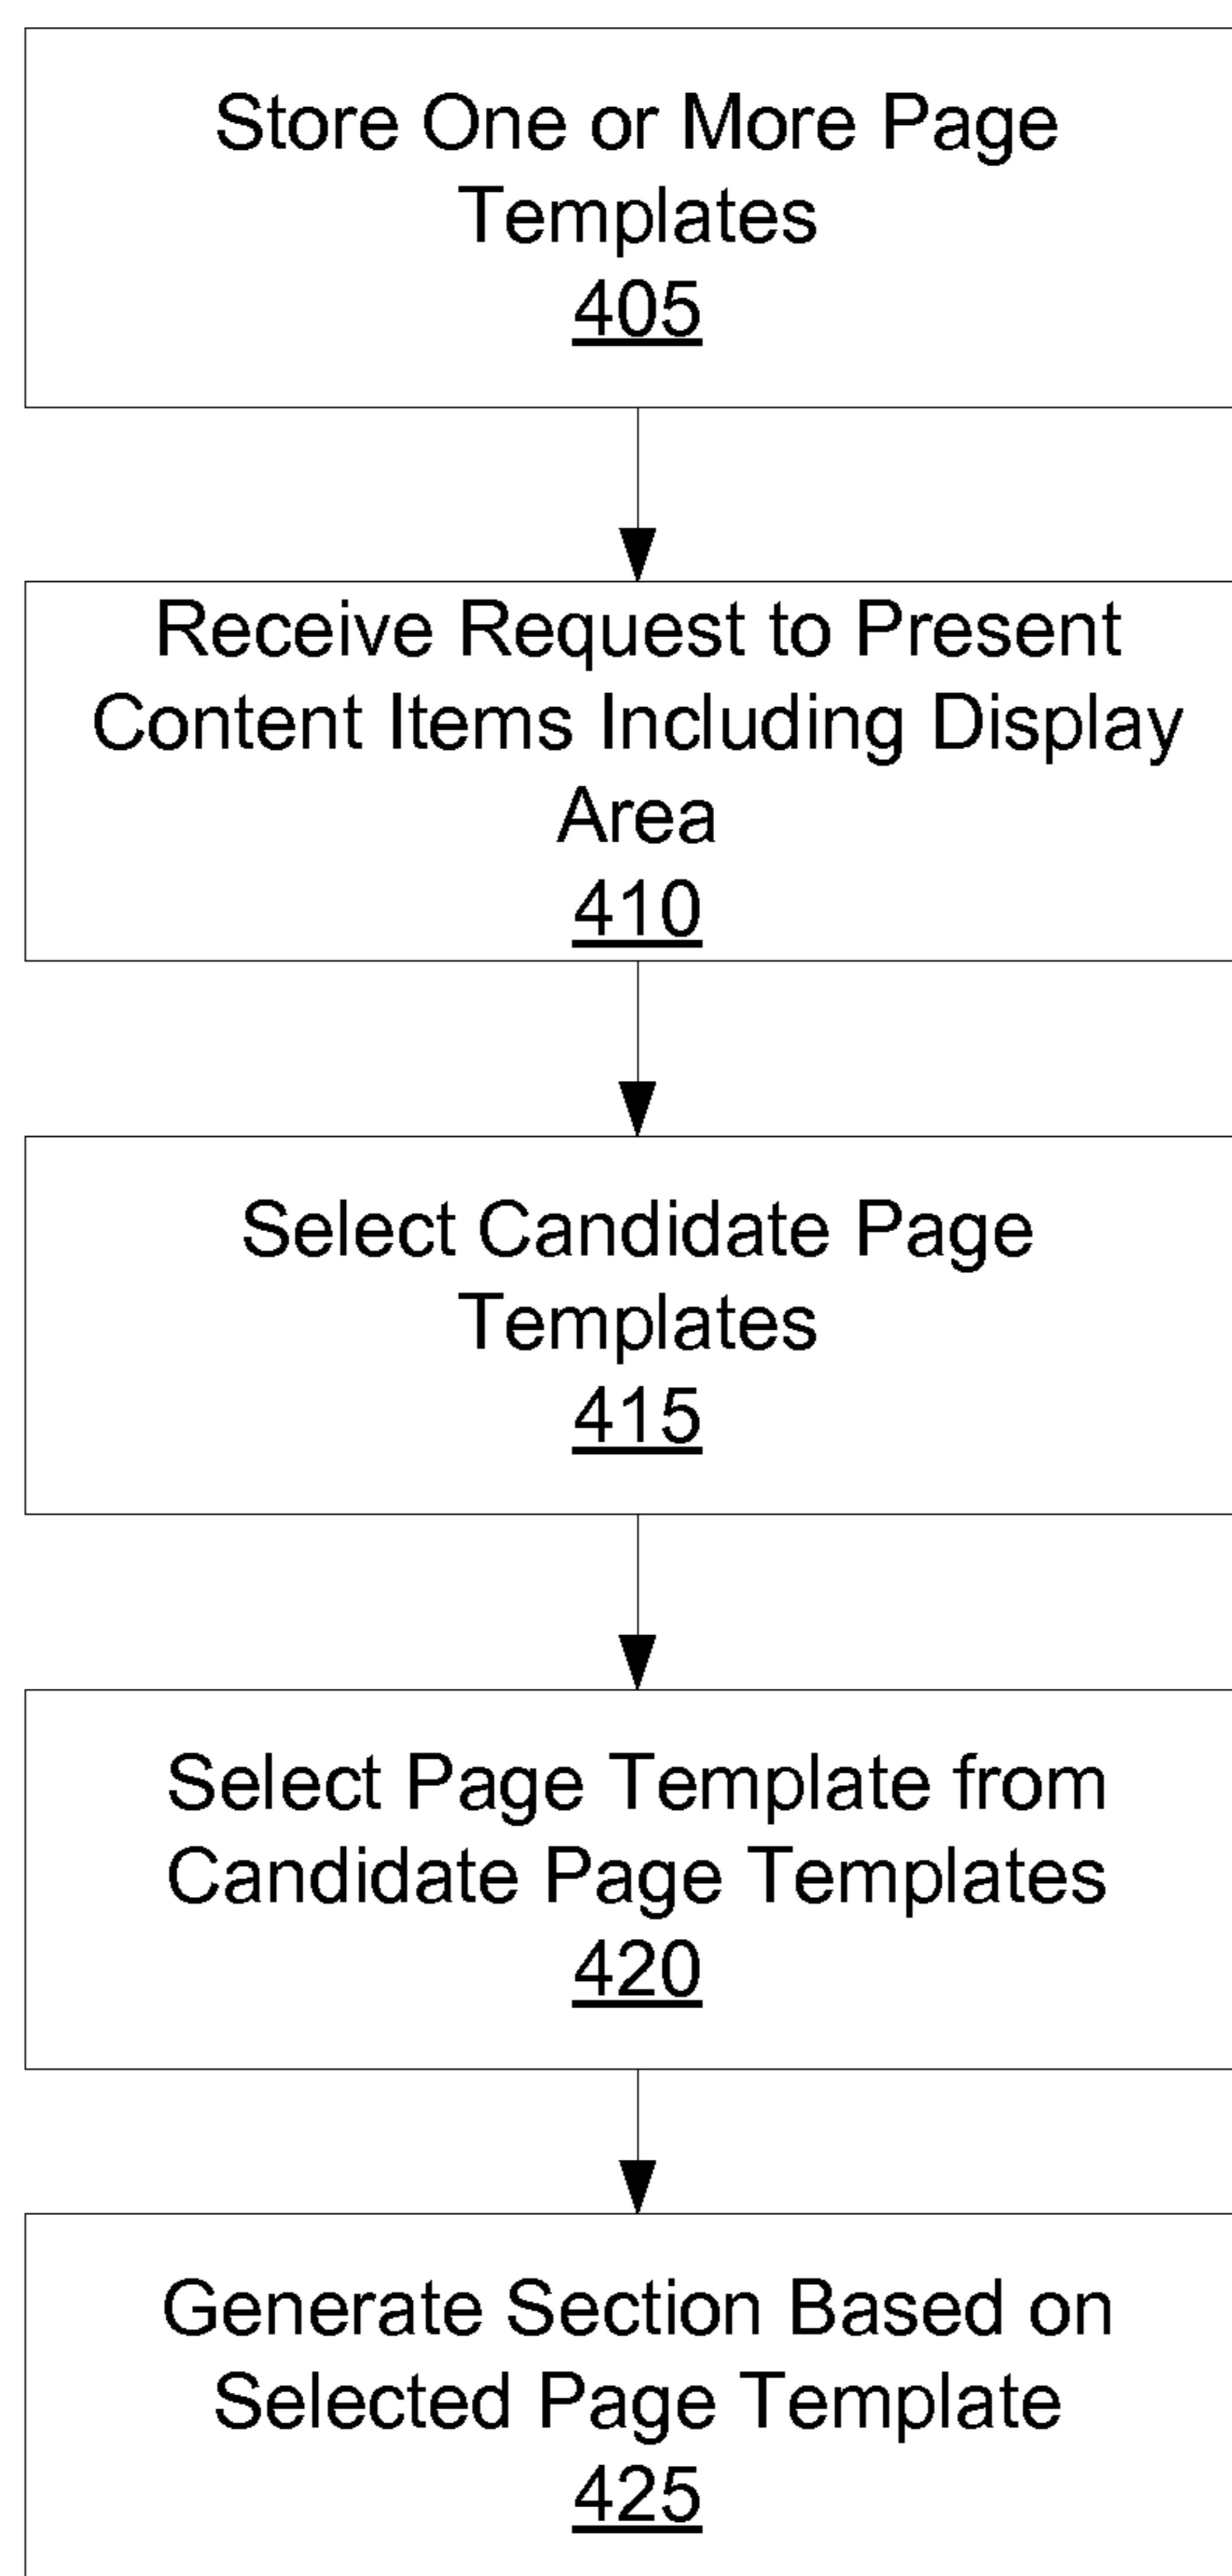 Store One or More Page
Templates
405
Receive Request to Present
Content Items Including Display
Area
410
Select Candidate Page
Templates
415
Select Page Template from
Candidate Page Templates
420
Generate Section Based on
Selected Page Template
425